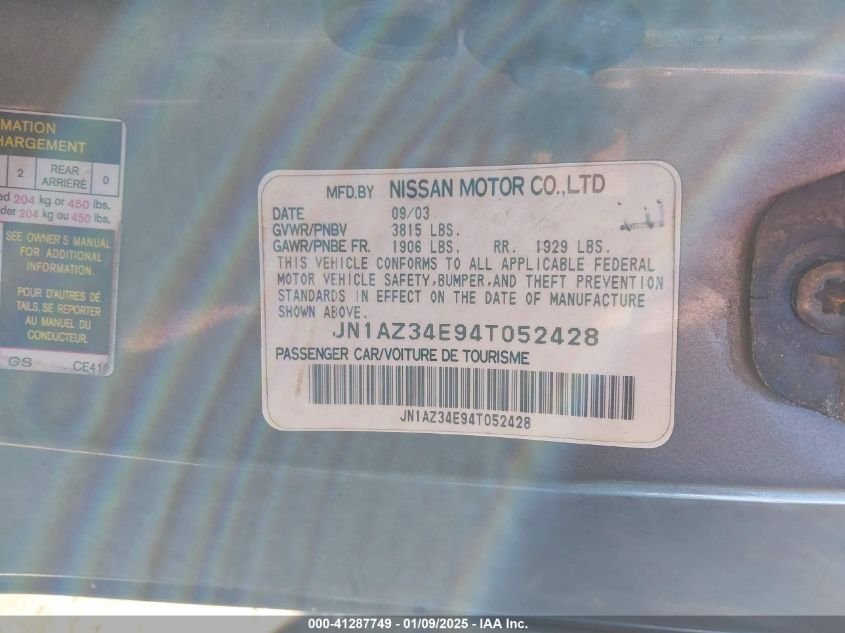 MATION
HARGEMENT
2 REAR ARRIÈRE 0
204 kg or 450 lbs.
204 kg ou 450 lbs.
SEE OWNER'S MANUAL
FOR ADDITIONAL
INFORMATION.
POUR D'AUTRES DÉ
TAILS, SE REPORTER
AU MANUEL DU
CONDUCTEUR.
GS CE41
MFD.BY NISSAN MOTOR CO.,LTD
DATE 09/03
GVWR/PNBV 3815 LBS.
GAWR/PNBE FR. 1906 LBS. RR. 1929 LBS.
THIS VEHICLE CONFORMS TO ALL APPLICABLE FEDERAL
MOTOR VEHICLE SAFETY, BUMPER, AND THEFT PREVENTION
STANDARDS IN EFFECT ON THE DATE OF MANUFACTURE
SHOWN ABOVE.
JN1AZ34E94T052428
PASSENGER CAR/VOITURE DE TOURISME
JN1AZ34E94T052428
000-41287749 - 01/09/2025 - IAA Inc.